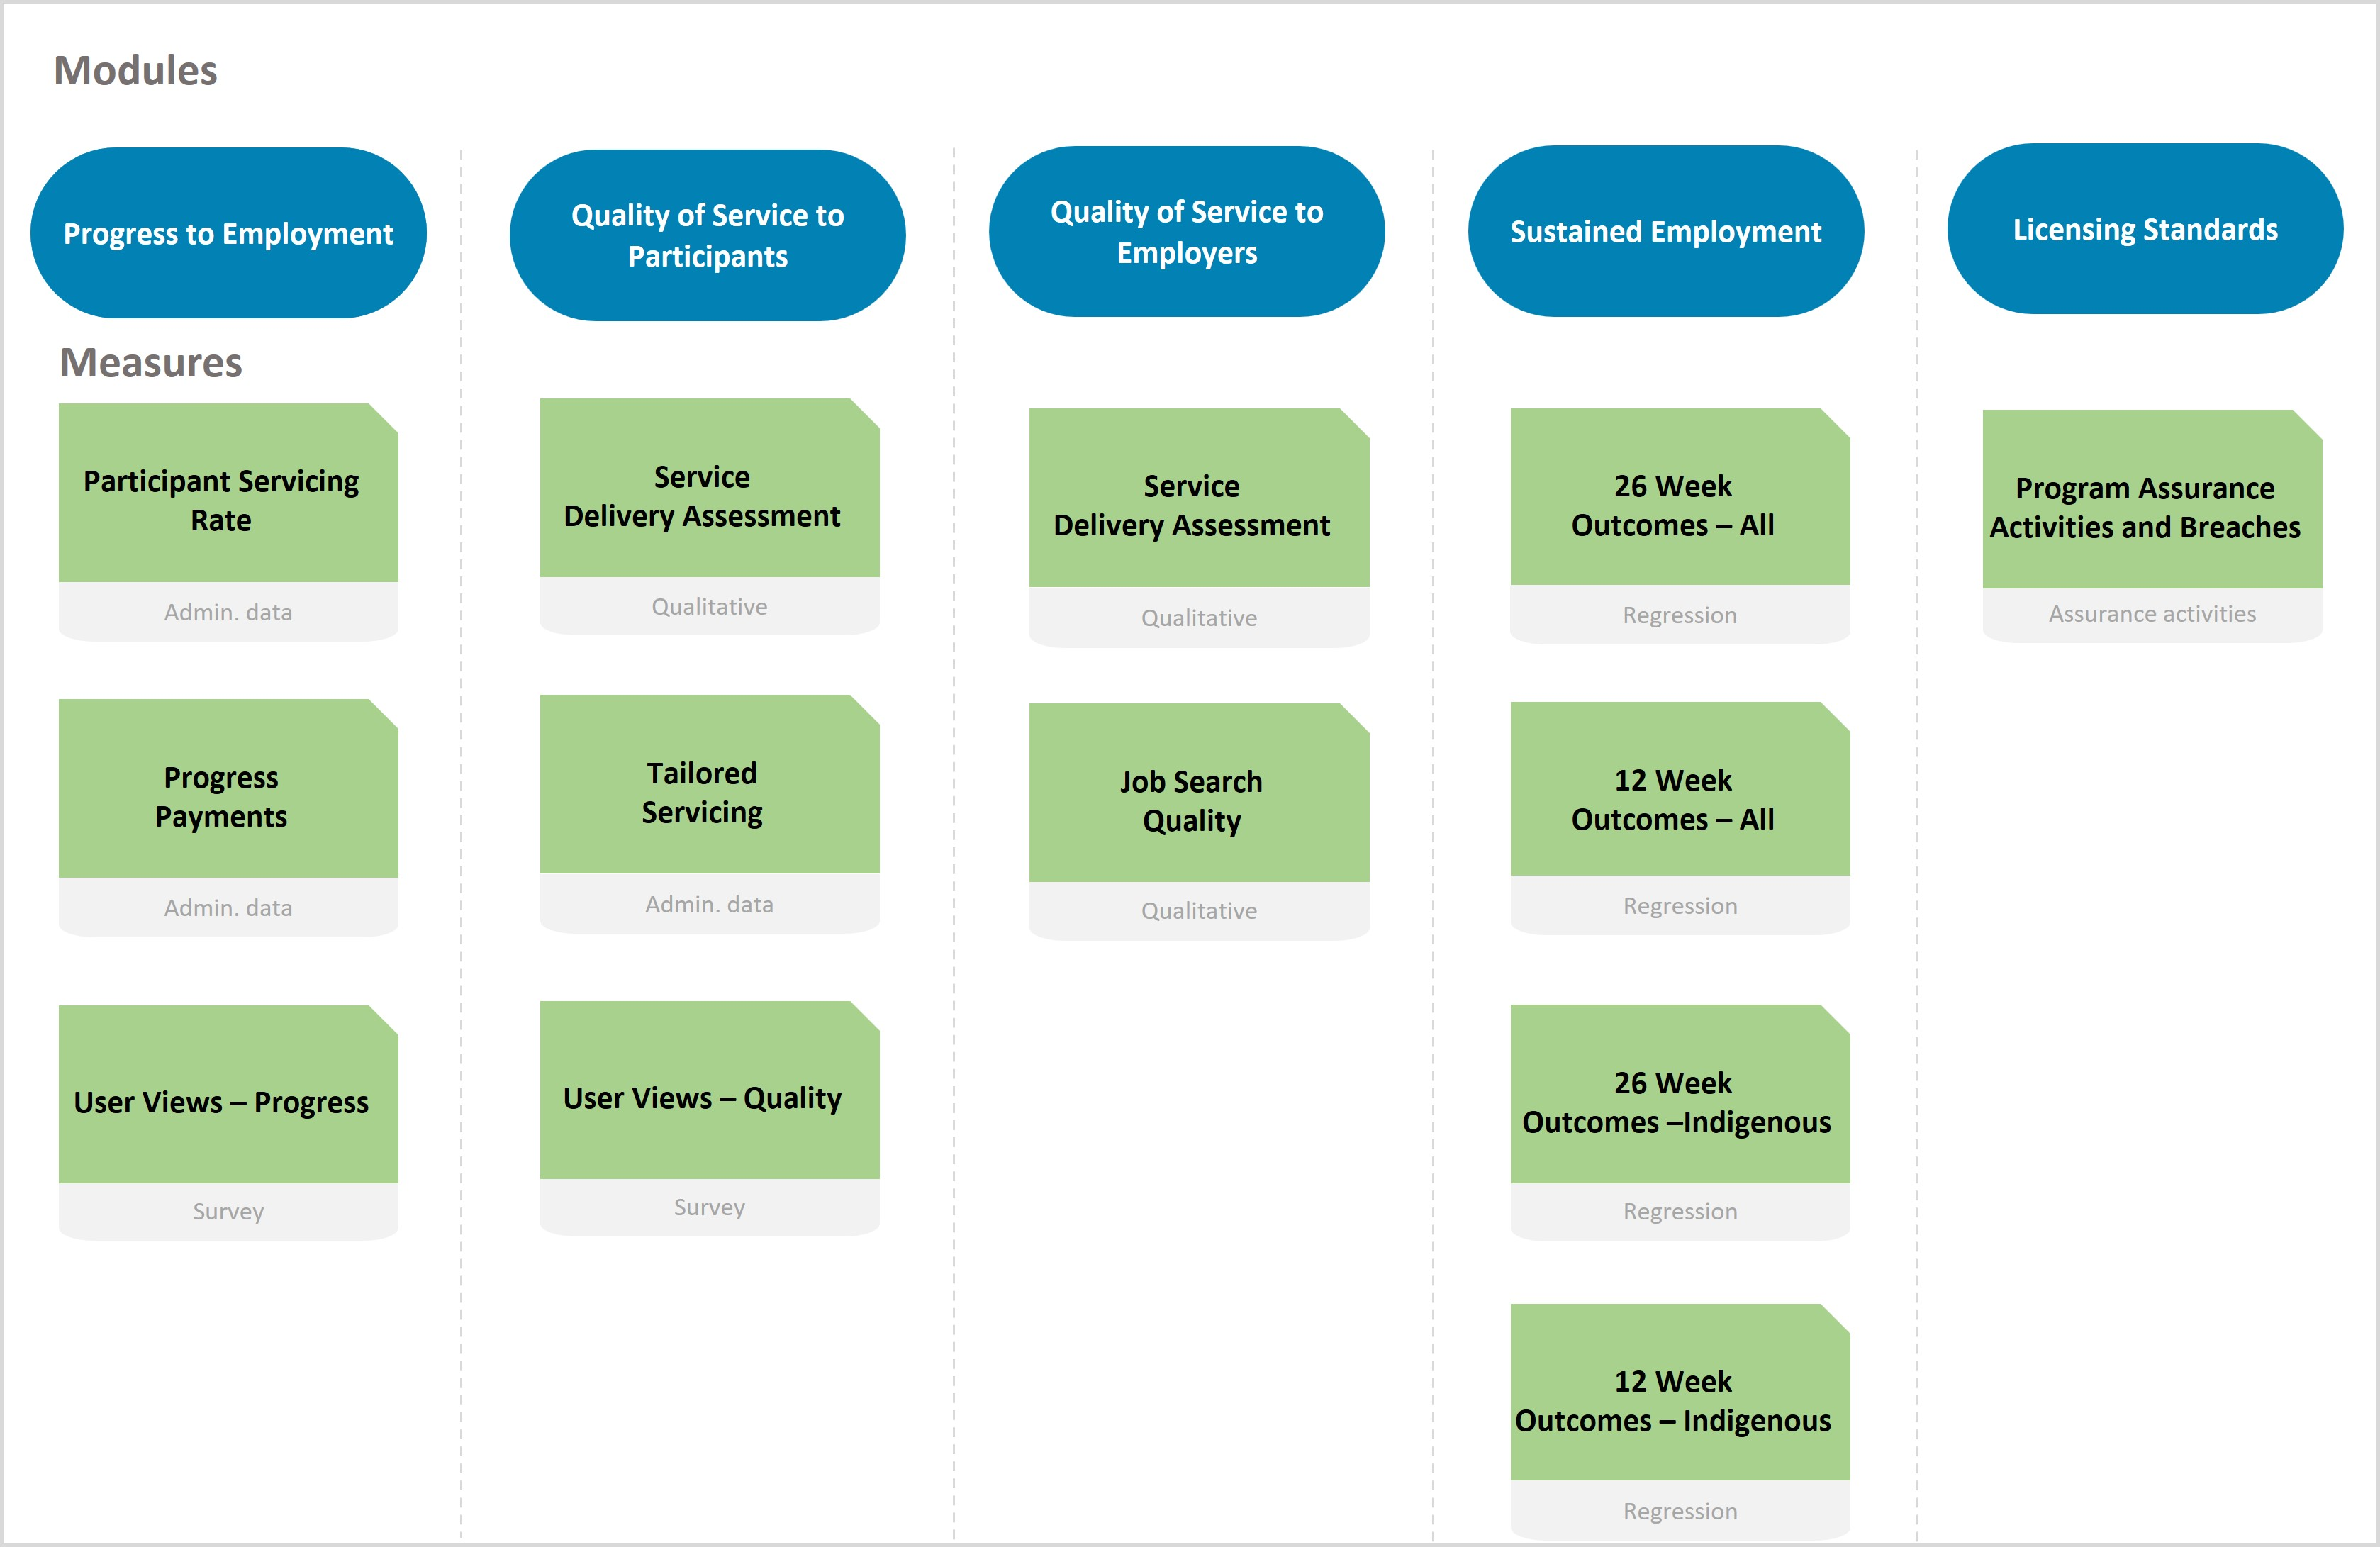 Modules
Progress to Employment
Quality of Service to
Participants
Quality of Service to
Employers
Sustained Employment
Licensing Standards
Measures
Participant Servicing
Rate
Admin. data
Progress
Payments
Admin. data
User Views – Progress
Survey
Service
Delivery Assessment
Qualitative
Tailored
Servicing
Admin. data
User Views – Quality
Survey
Service
Delivery Assessment
Qualitative
Job Search
Quality
Qualitative
26 Week
Outcomes – All
Regression
12 Week
Outcomes – All
Regression
26 Week
Outcomes –Indigenous
Regression
12 Week
Outcomes – Indigenous
Regression
Program Assurance
Activities and Breaches
Assurance activities